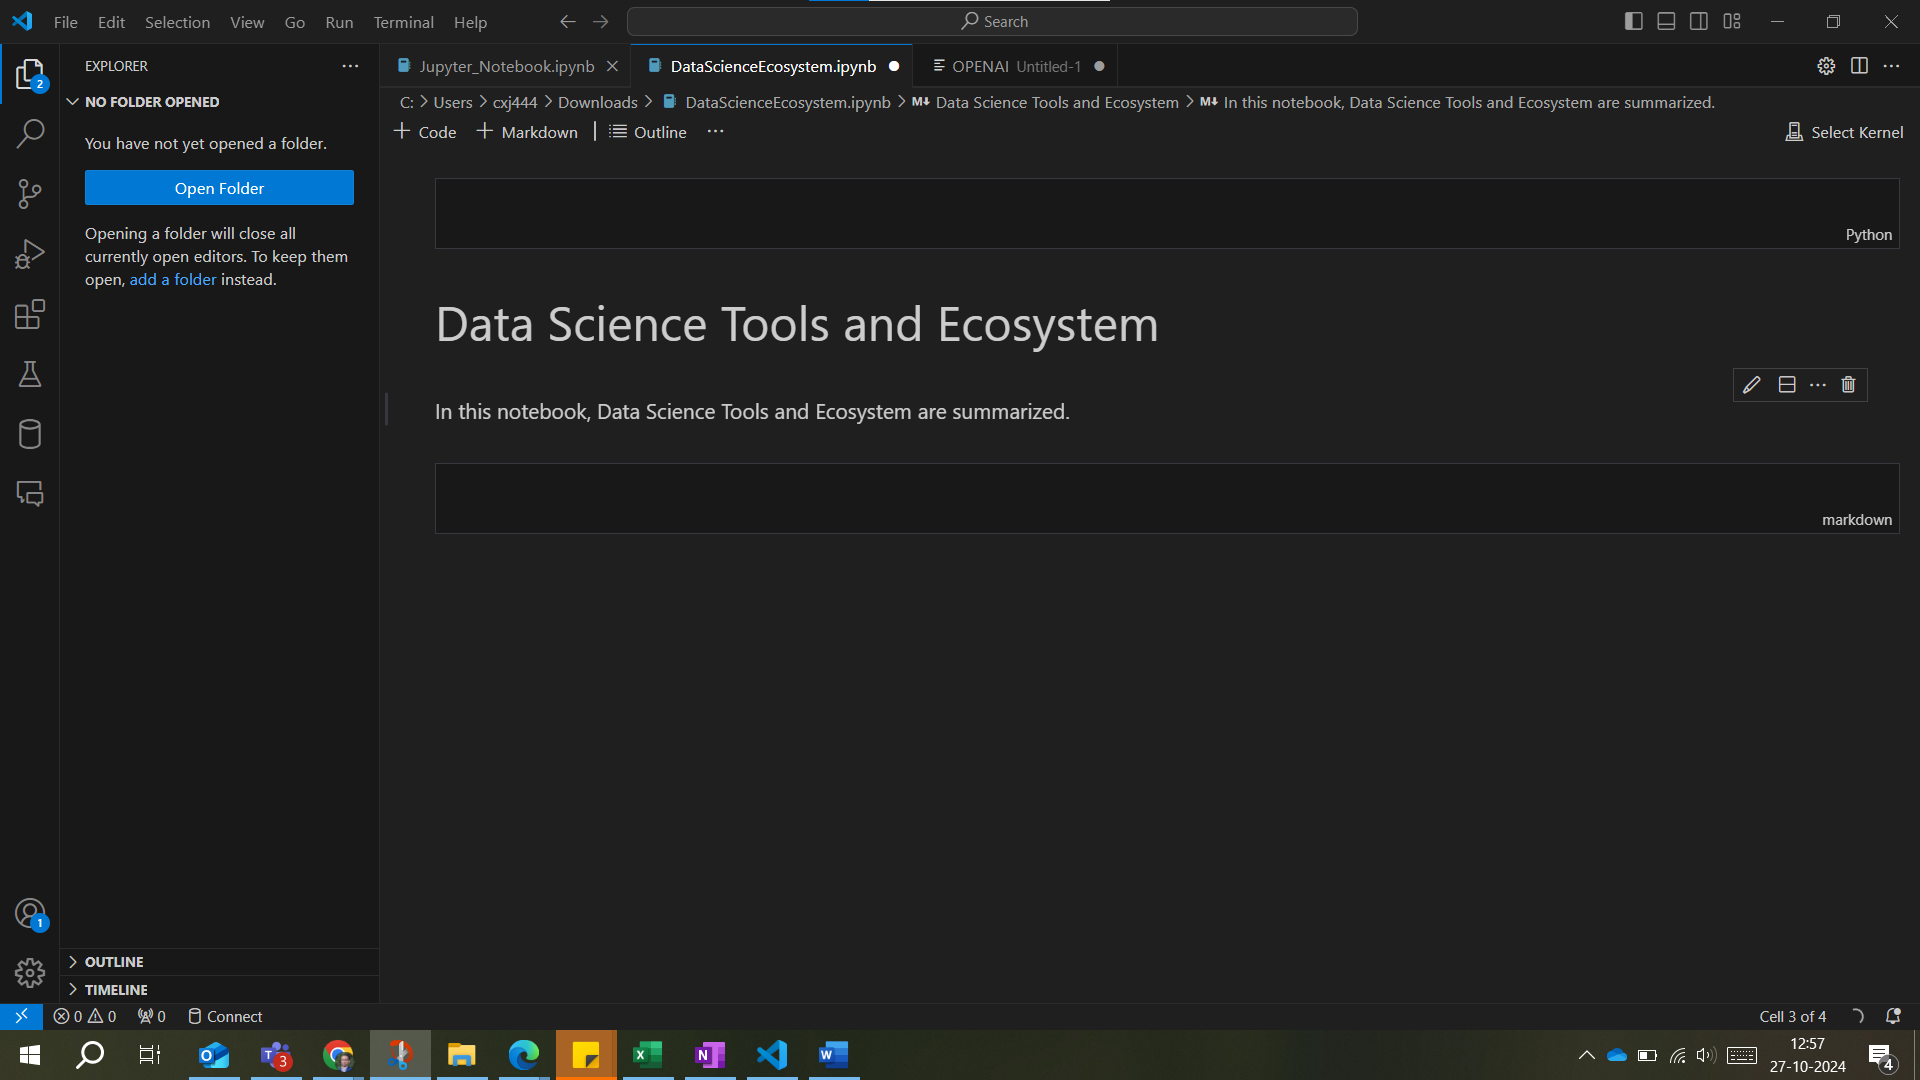 File Edit Selection View Go Run Terminal Help
Search
EXPLORER
Jupyter_Notebook.ipynb
DataScienceEcosystem.ipynb
OPENAI Untitled-1
2
NO FOLDER OPENED
You have not yet opened a folder.
Open Folder
Opening a folder will close all
currently open editors. To keep them
open, add a folder instead.
C: Users cxj444 Downloads DataScienceEcosystem.ipynb M Data Science Tools and Ecosystem M In this notebook, Data Science Tools and Ecosystem are summarized.
Code Markdown Outline
Select Kernel
Python
Data Science Tools and Ecosystem
In this notebook, Data Science Tools and Ecosystem are summarized.
markdown
1
OUTLINE
TIMELINE
0 0 0 Connect
Cell 3 of 4
O 3 X N W
12:57
27-10-2024
4